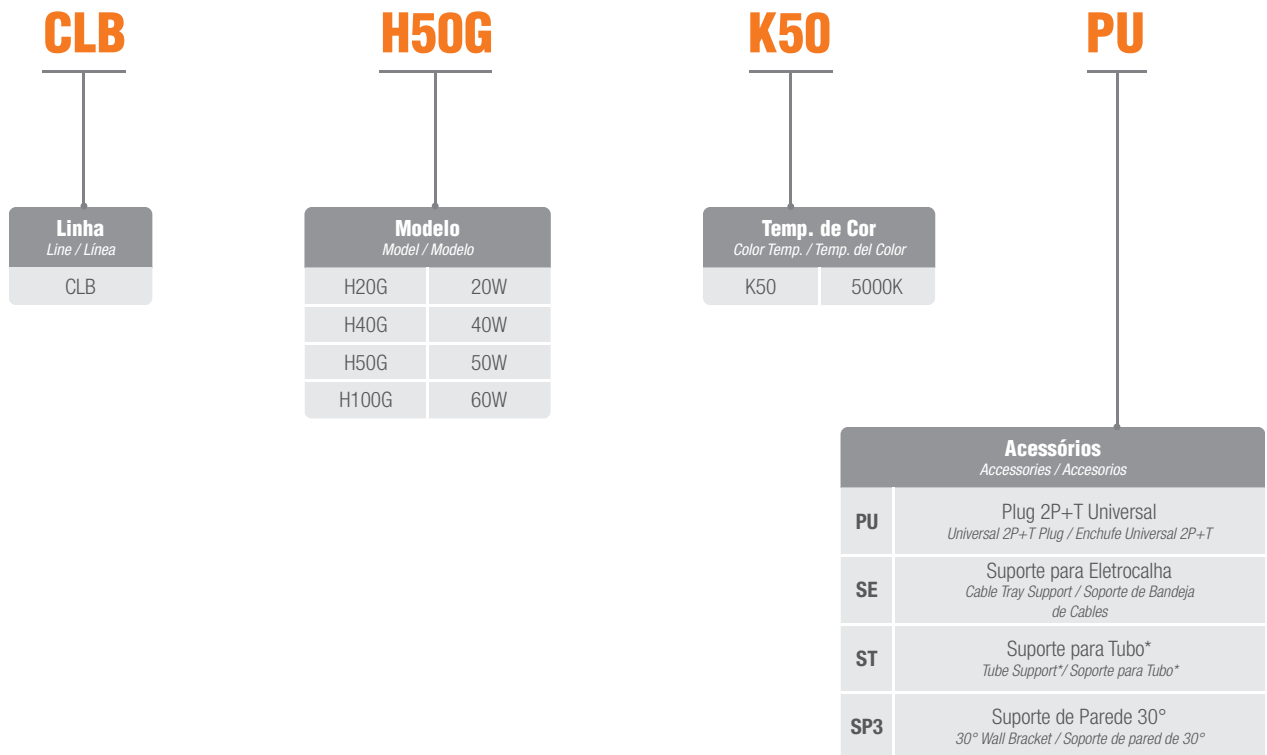 CLB
H50G
K50
PU
Linha
Line / Línea
CLB
Modelo
Model / Modelo
H20G 20W
H40G 40W
H50G 50W
H100G 60W
Temp. de Cor
Color Temp. / Temp. del Color
K50 5000K
Acessórios
Accessories / Accesorios
PU
Plug 2P+T Universal
Universal 2P+T Plug / Enchufe Universal 2P+T
SE
Suporte para Eletrocalha
Cable Tray Support / Soporte de Bandeja
de Cables
ST
Suporte para Tubo*
Tube Support*/ Soporte para Tubo*
SP3
Suporte de Parede 30°
30° Wall Bracket / Soporte de pared de 30°